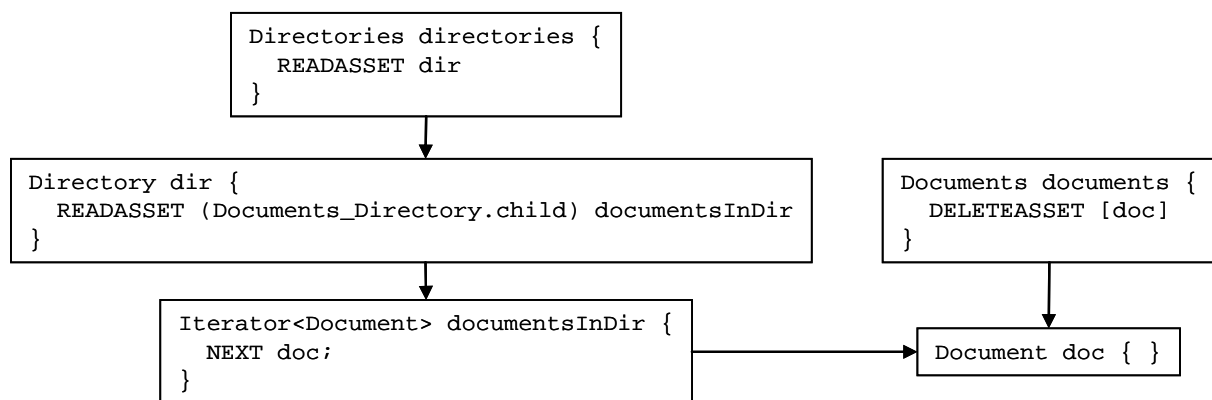 Directories directories {
READASSET dir
}
Directory dir {
READASSET (Documents_Directory.child) documentsInDir
}
Documents documents {
DELETEASSET [doc]
}
Iterator<Document> documentsInDir {
NEXT doc;
}
Document doc { }